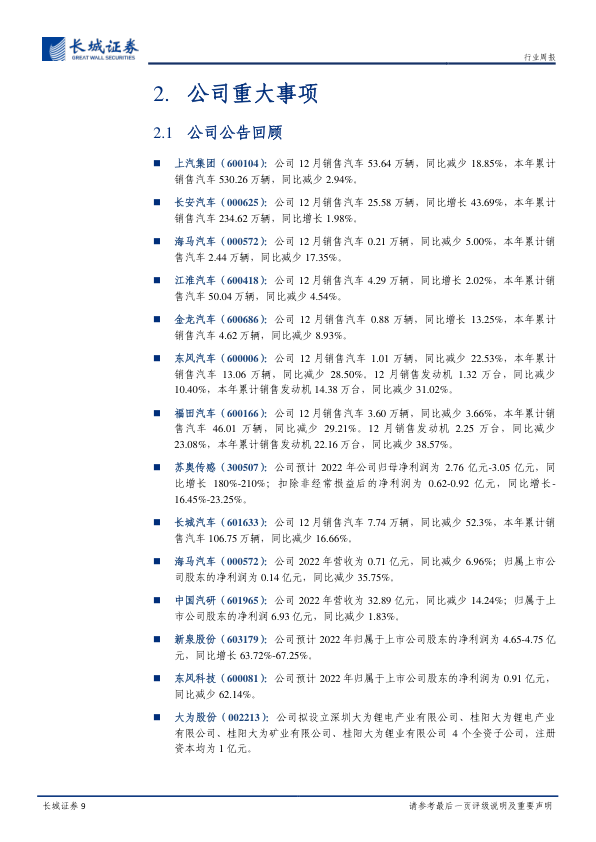 长城证券
GREAT WALL SECURITIES
行业周报
2. 公司重大事项
2.1 公司公告回顾
■ 上汽集团（600104）：公司 12 月销售汽车 53.64 万辆，同比减少 18.85%，本年累计
销售汽车 530.26 万辆，同比减少 2.94%。
■ 长安汽车（000625）：公司 12 月销售汽车 25.58 万辆，同比增长 43.69%，本年累计
销售汽车 234.62 万辆，同比增长 1.98%。
■ 海马汽车（000572）：公司 12 月销售汽车 0.21 万辆，同比减少 5.00%，本年累计销
售汽车 2.44 万辆，同比减少 17.35%。
■ 江淮汽车（600418）：公司 12 月销售汽车 4.29 万辆，同比增长 2.02%，本年累计销
售汽车 50.04 万辆，同比减少 4.54%。
■ 金龙汽车（600686）：公司 12 月销售汽车 0.88 万辆，同比增长 13.25%，本年累计
销售汽车 4.62 万辆，同比减少 8.93%。
■ 东风汽车（600006）：公司 12 月销售汽车 1.01 万辆，同比减少 22.53%，本年累计
销售汽车 13.06 万辆，同比减少 28.50%。12 月销售发动机 1.32 万台，同比减少
10.40%，本年累计销售发动机 14.38 万台，同比减少 31.02%。
■ 福田汽车（600166）：公司 12 月销售汽车 3.60 万辆，同比减少 3.66%，本年累计销
售汽车 46.01 万辆，同比减少 29.21%。12 月销售发动机 2.25 万台，同比减少
23.08%，本年累计销售发动机 22.16 万台，同比减少 38.57%。
■ 苏奥传感（300507）：公司预计 2022 年公司归母净利润为 2.76 亿元-3.05 亿元，同
比增长 180%-210%；扣除非经常损益后的净利润为 0.62-0.92 亿元，同比增长-
16.45%-23.25%。
■ 长城汽车（601633）：公司 12 月销售汽车 7.74 万辆，同比减少 52.3%，本年累计销
售汽车 106.75 万辆，同比减少 16.66%。
■ 海马汽车（000572）：公司 2022 年营收为 0.71 亿元，同比减少 6.96%；归属上市公
司股东的净利润为 0.14 亿元，同比减少 35.75%。
■ 中国汽研（601965）：公司 2022 年营收为 32.89 亿元，同比减少 14.24%；归属于上
市公司股东的净利润 6.93 亿元，同比减少 1.83%。
■ 新泉股份（603179）：公司预计 2022 年归属于上市公司股东的净利润为 4.65-4.75 亿
元，同比增长 63.72%-67.25%。
■ 东风科技（600081）：公司预计 2022 年归属于上市公司股东的净利润为 0.91 亿元，
同比减少 62.14%。
■ 大为股份（002213）：公司拟设立深圳大为锂电产业有限公司、桂阳大为锂电产业
有限公司、桂阳大为矿业有限公司、桂阳大为锂业有限公司 4 个全资子公司，注册
资本均为 1 亿元。
长城证券 9
请参考最后一页评级说明及重要声明